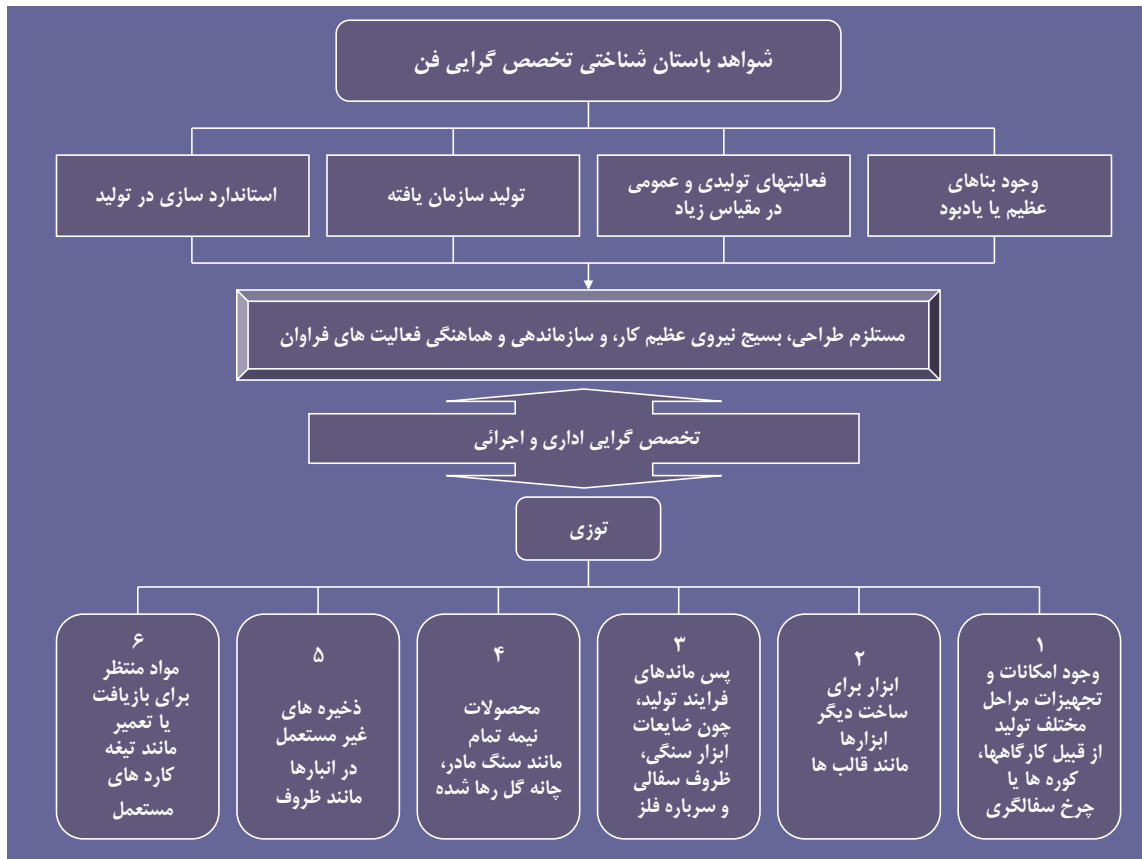 شواهد باستان شناختی تخصص گرایی فن
وجود بناهای
عظیم یا یادبود
فعالیتهای تولیدی و عمومی
در مقیاس زیاد
تولید سازمان یافته
استاندارد سازی در تولید
مستلزم طراحی، بسیج نیروی عظیم کار، و سازماندهی و هماهنگی فعالیت های فراوان
تخصص گرایی اداری و اجرائی
توزی
۱
وجود امکانات و
تجهیزات مراحل
مختلف تولید
از قبیل کارگاهها،
کوره ها یا
چرخ سفالگری
۲
ابزار برای
ساخت دیگر
ابزارها
مانند قالب ها
۳
پس ماندهای
فرایند تولید،
چون ضایعات
ابزار سنگی،
ظروف سفالی
و سرباره فلز
۴
محصولات
نیمه تمام
مانند سنگ مادر،
چانه گل رها شده
۵
ذخیره های
غیر مستعمل
در انبارها
مانند ظروف
۶
مواد منتظر
برای بازیافت
یا تعمیر
مانند تیغه
کارد های
مستعمل